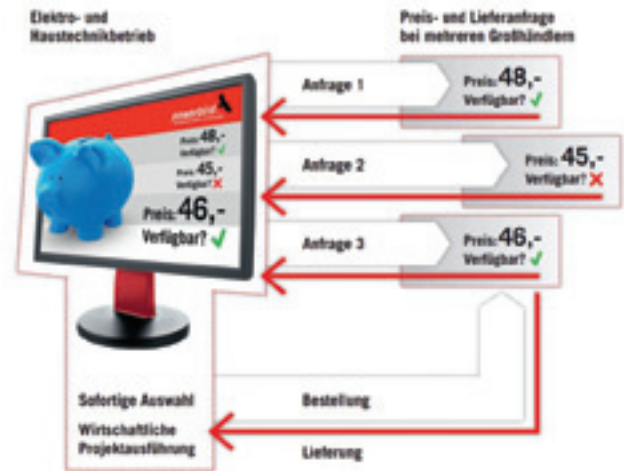 Elektro- und
Haustechnikbetrieb
Preis- und Lieferanfrage
bei mehreren Großhändlern
Preis: 48,-
Verfügbar? ✓
Preis: 45,-
Verfügbar? ✗
Preis: 46,-
Verfügbar? ✓
Anfrage 1
Preis: 48,-
Verfügbar? ✓
Anfrage 2
Preis: 45,-
Verfügbar? ✗
Anfrage 3
Preis: 46,-
Verfügbar? ✓
Sofortige Auswahl
Bestellung
Wirtschaftliche
Projektausführung
Lieferung